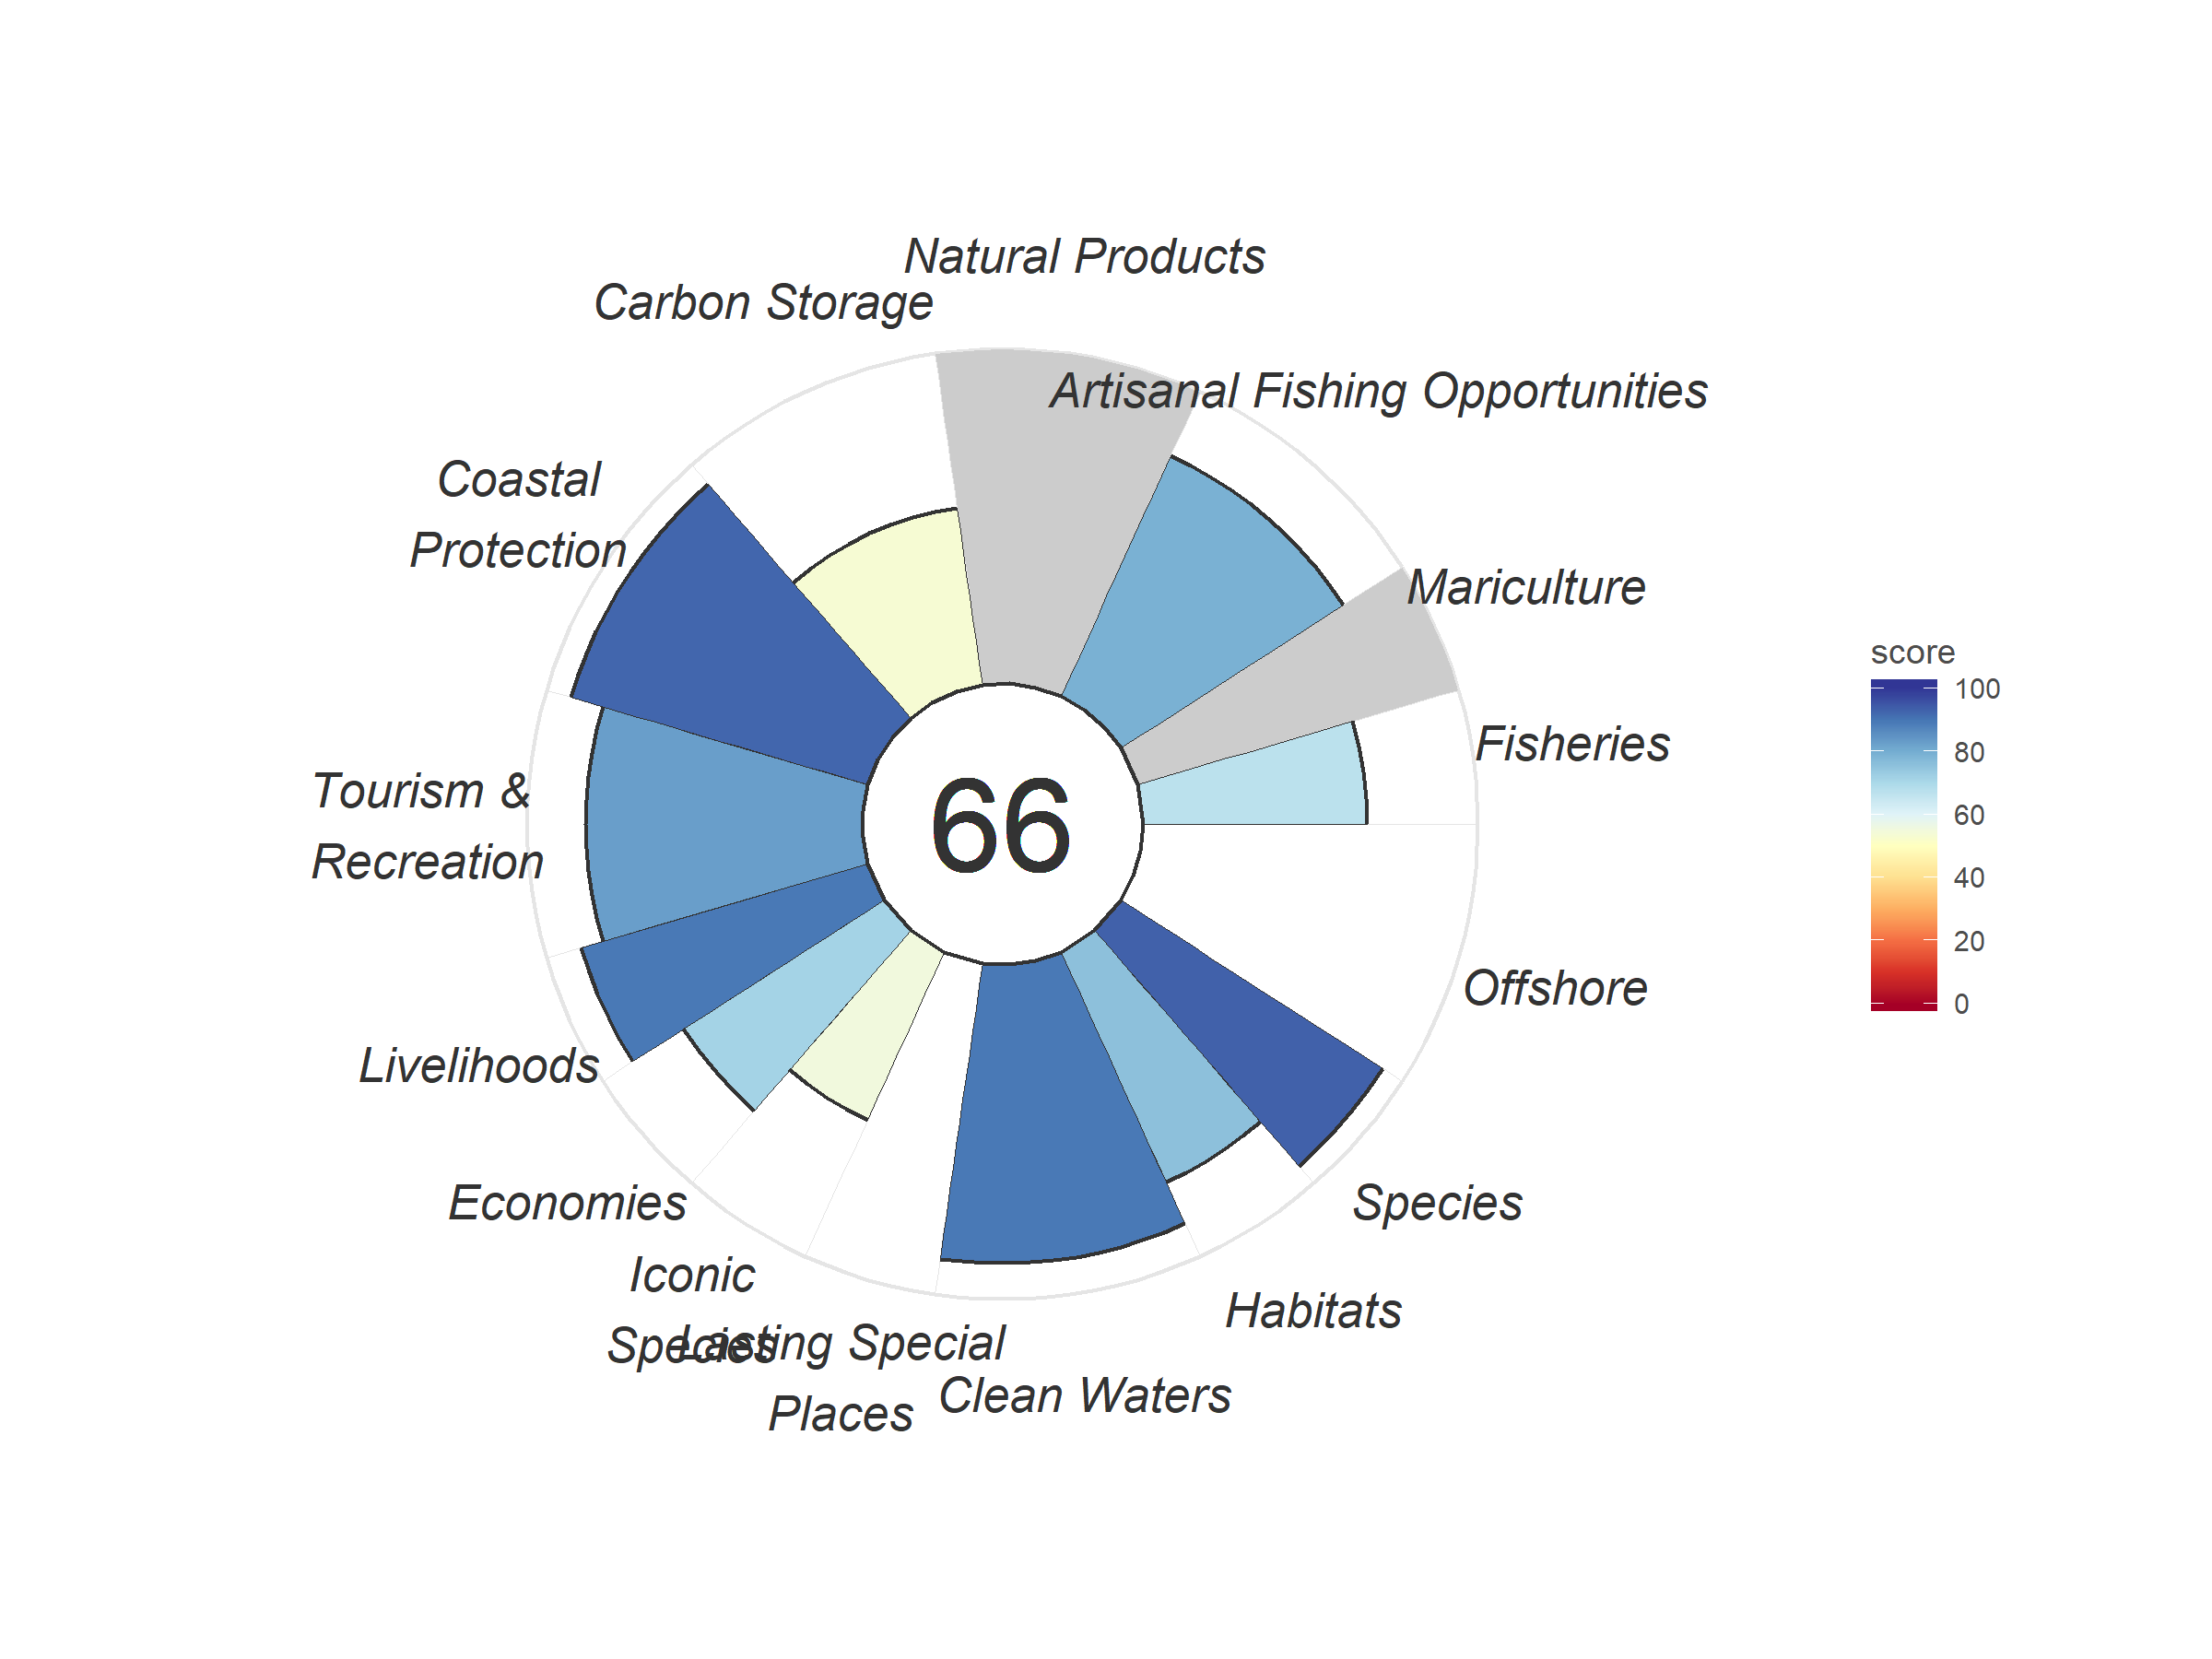 Natural Products
Carbon Storage
Artisanal Fishing Opportunities
Coastal
Protection
Mariculture
Fisheries
Tourism &
Recreation
66
Offshore
Livelihoods
Species
Economies
Iconic
Species
Habitats
Lasting Special
Places
Clean Waters
score
100
80
60
40
20
0